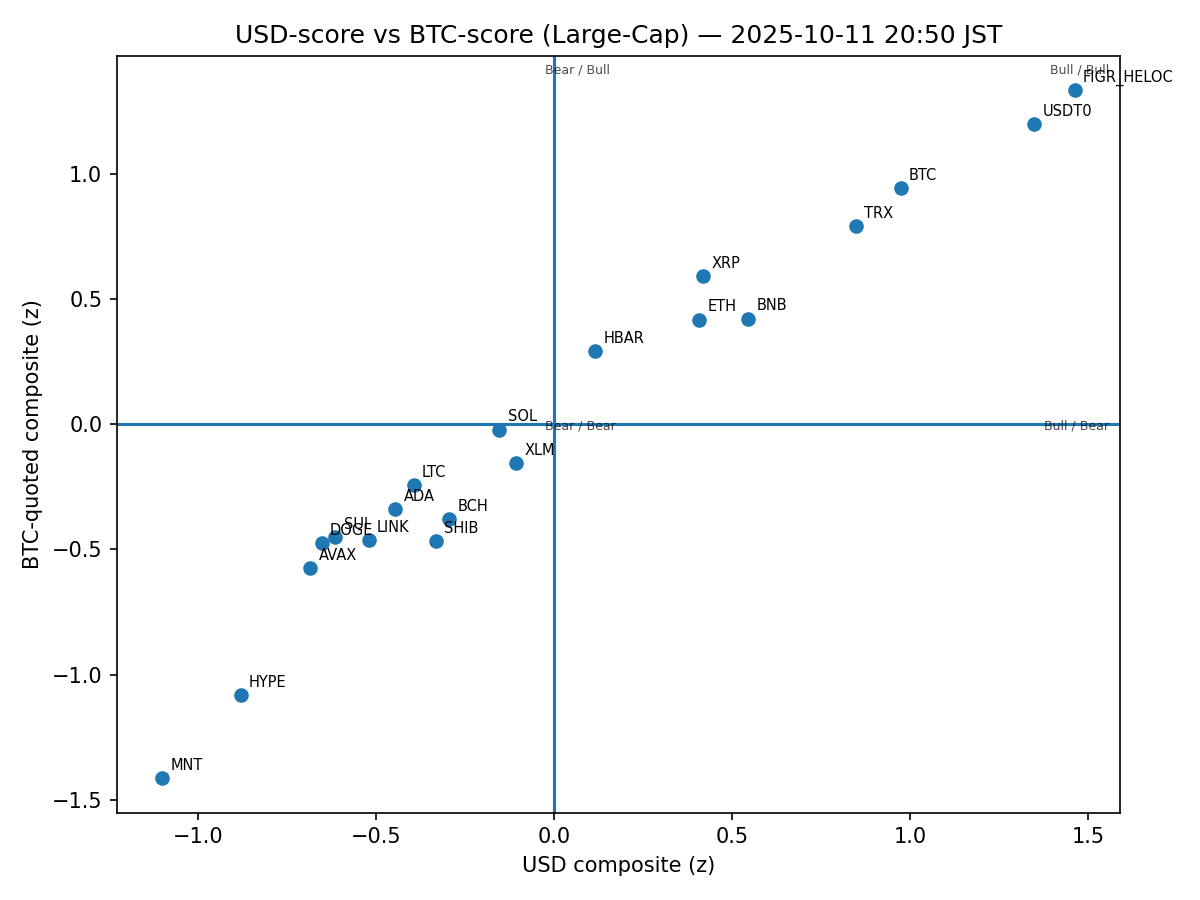 USD-score vs BTC-score (Large-Cap) — 2025-10-11 20:50 JST
Bear / Bull
Bull / Bull
FIGR_HELOC
USDT0
BTC
TRX
XRP
ETH
BNB
HBAR
SOL
Bear / Bear
Bull / Bear
XLM
LTC
ADA
BCH
SUI
DOGE
LINK
SHIB
AVAX
HYPE
MNT
1.0
0.5
0.0
−0.5
−1.0
−1.5
−1.0
−0.5
0.0
0.5
1.0
1.5
USD composite (z)
BTC-quoted composite (z)